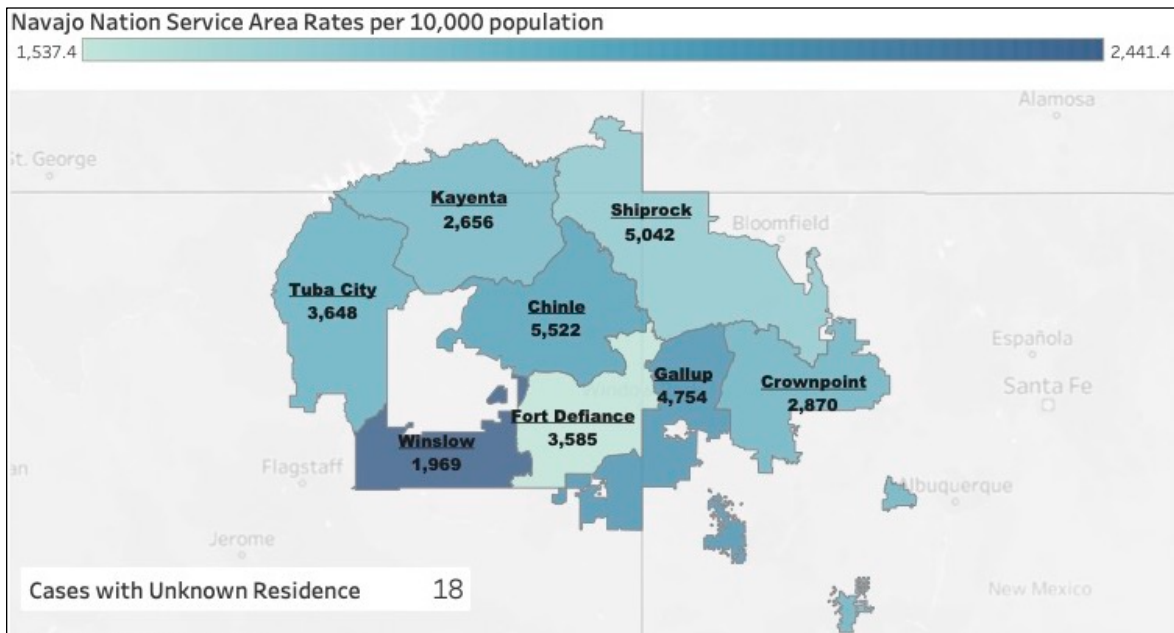 Navajo Nation Service Area Rates per 10,000 population
1,537.4
2,441.4
Alamosa
St. George
Kayenta
2,656
Shiprock
5,042
Bloomfield
Tuba City
3,648
Chinle
5,522
Española
Gallup
4,754
Crownpoint
2,870
Santa Fe
Fort Defiance
3,585
Winslow
1,969
Flagstaff
Albuquerque
Jerome
Cases with Unknown Residence 18
New Mexico